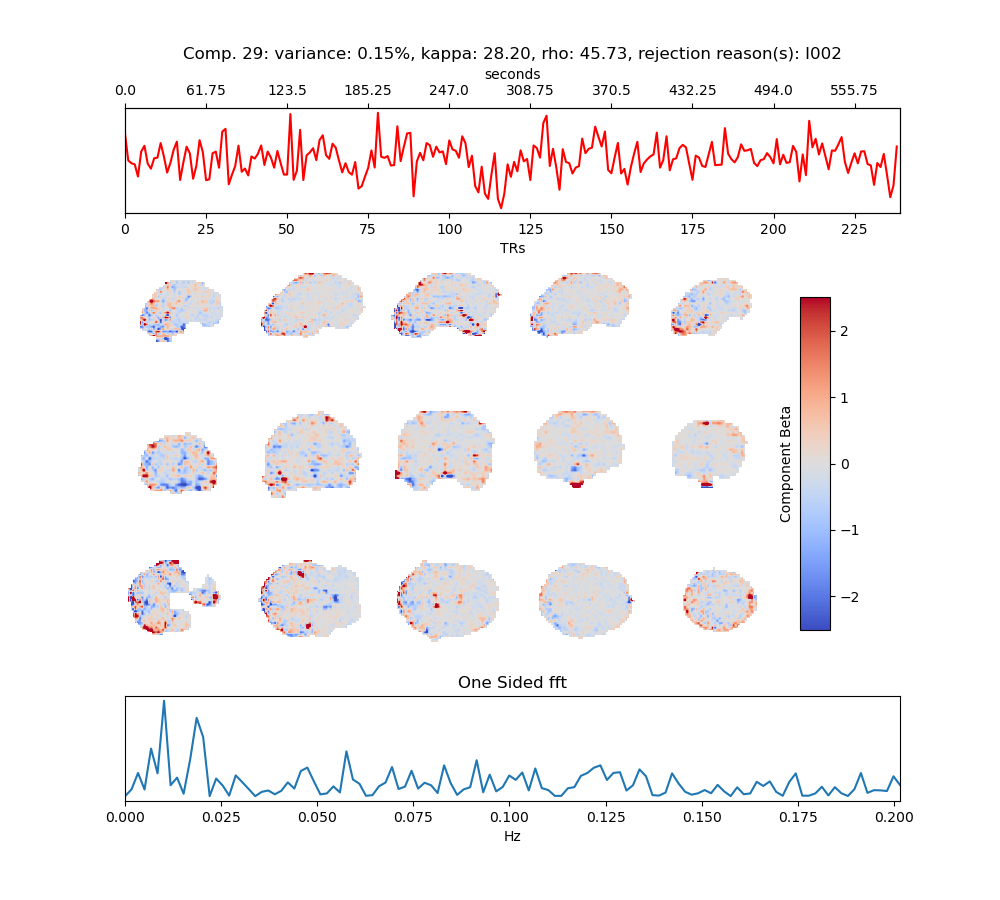 Comp. 29: variance: 0.15%, kappa: 28.20, rho: 45.73, rejection reason(s): I002
seconds
0.0 61.75 123.5 185.25 247.0 308.75 370.5 432.25 494.0 555.75
0 25 50 75 100 125 150 175 200 225
TRs
2
1
0
−1
−2
Component Beta
One Sided fft
0.000 0.025 0.050 0.075 0.100 0.125 0.150 0.175 0.200
Hz